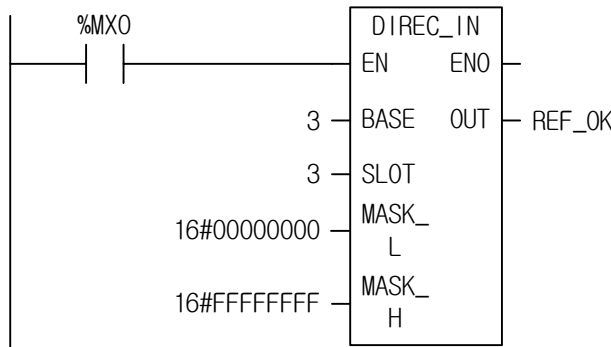 %MX0
DIREC_IN
EN ENO
3 BASE OUT REF_OK
3 SLOT
16#00000000 MASK_
L
16#FFFFFFFF MASK_
H